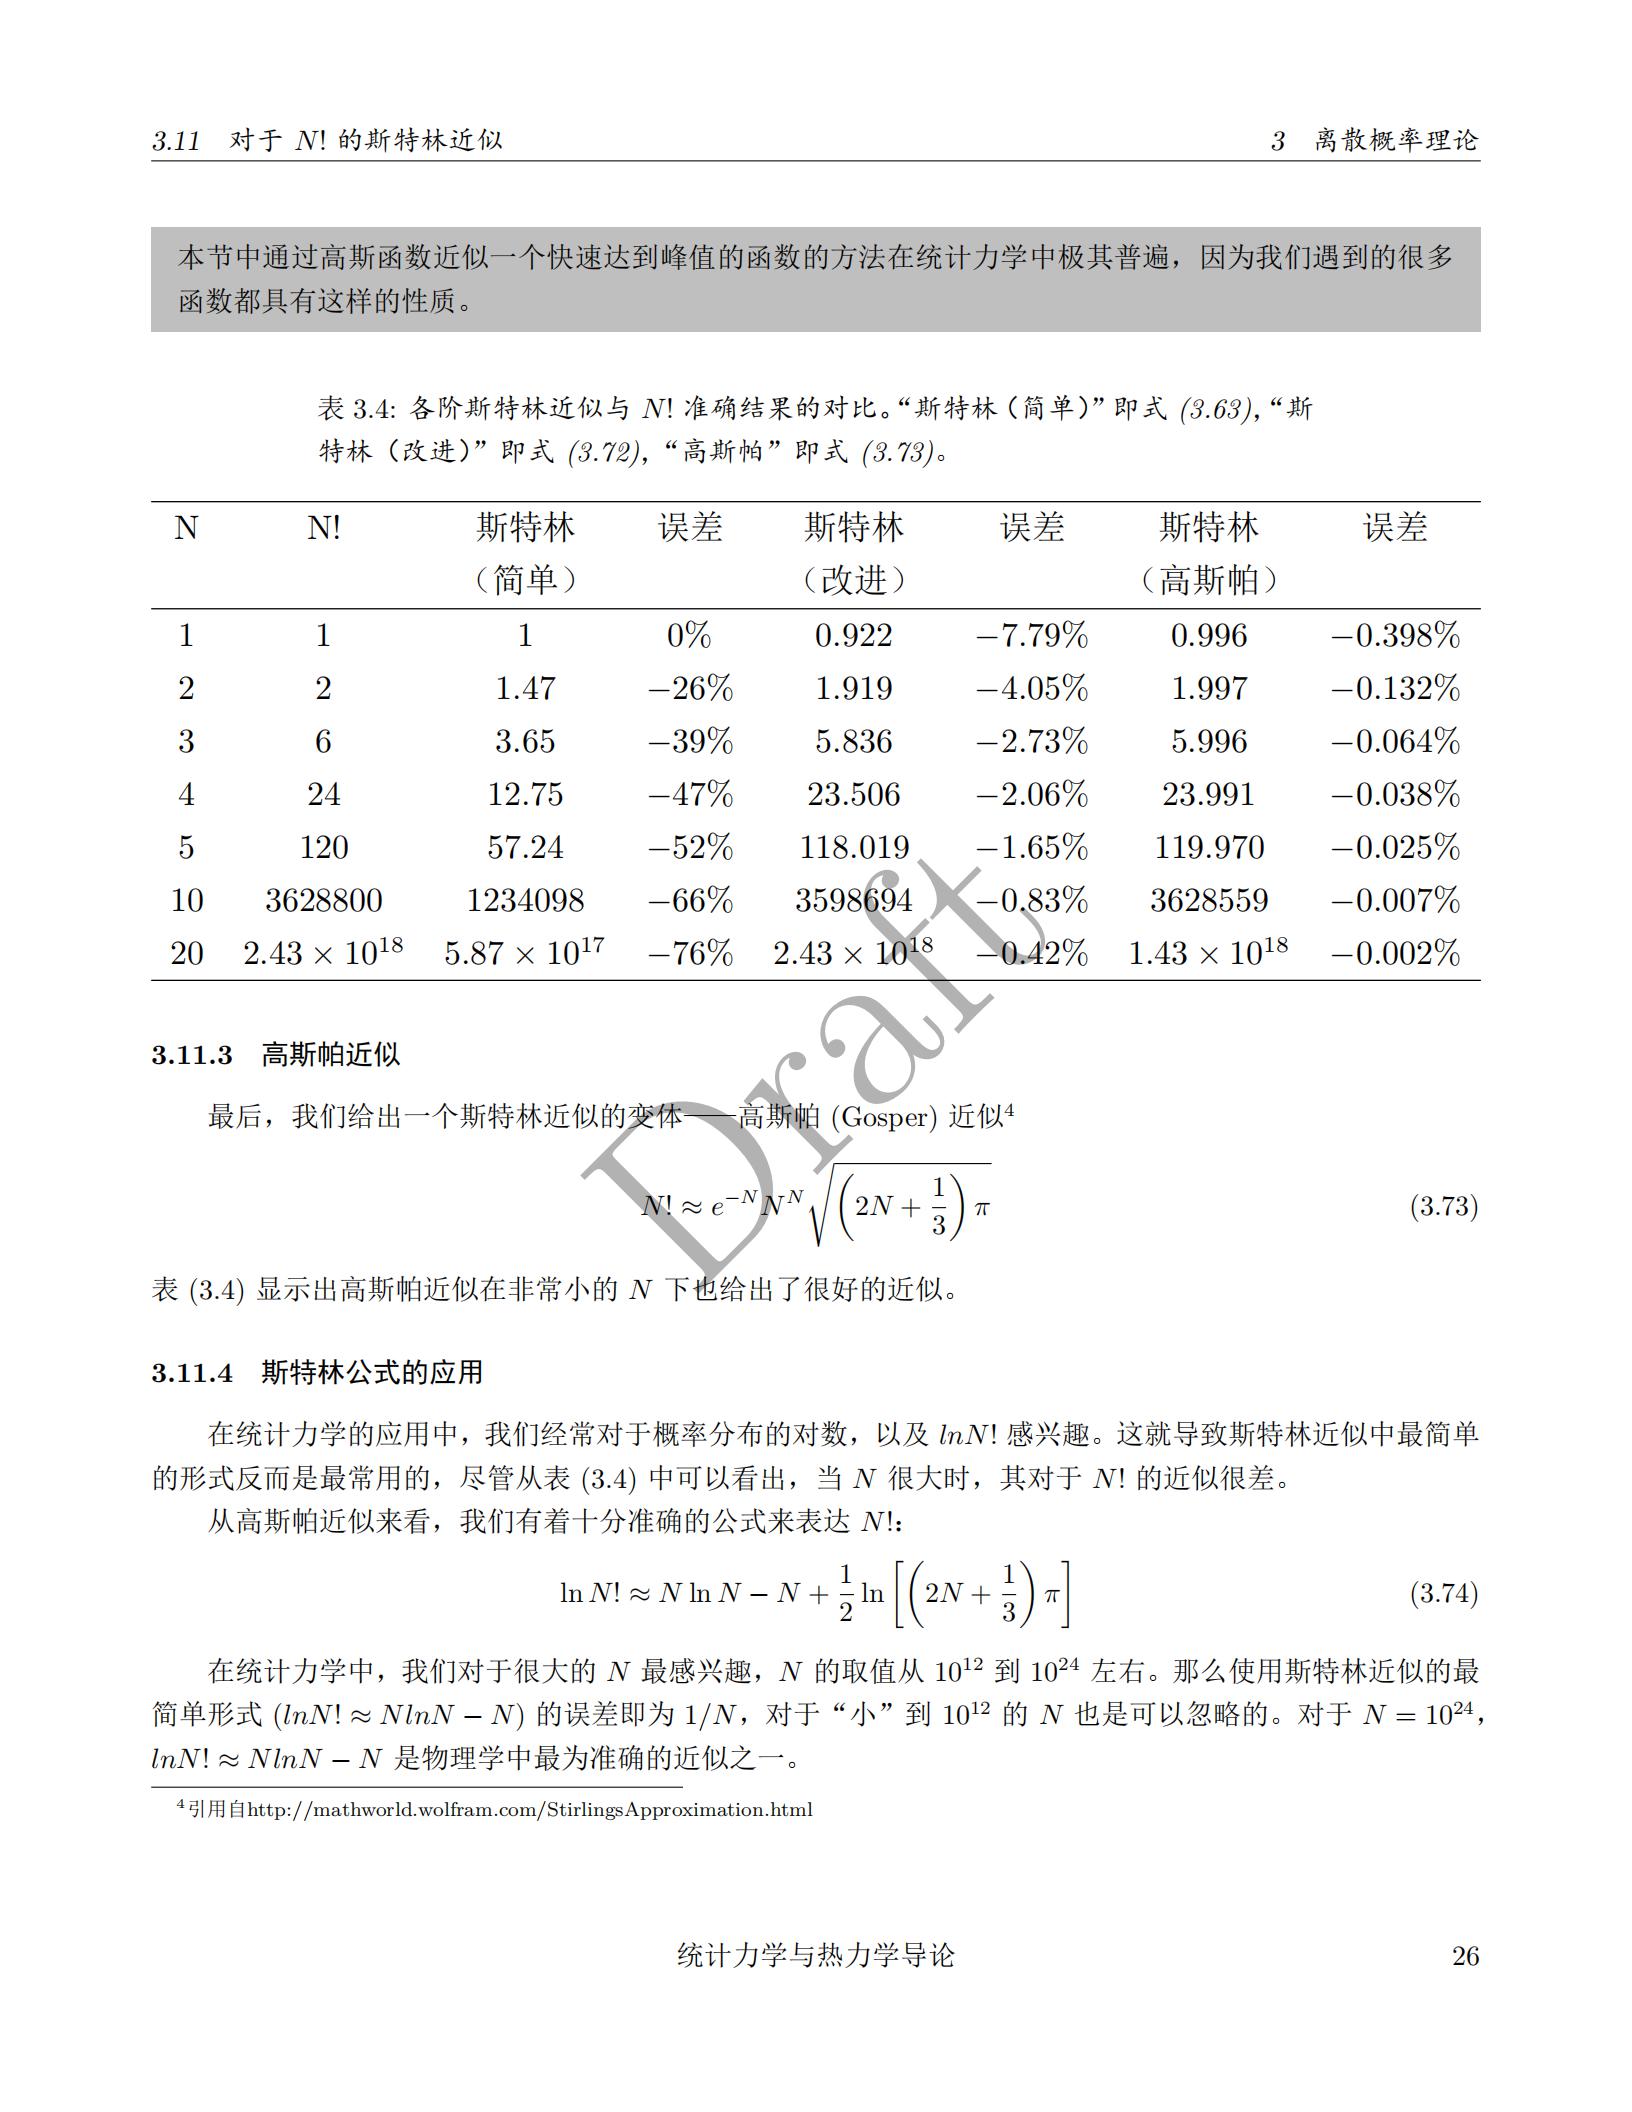 3.11 对于 N! 的斯特林近似 3 离散概率理论
本节中通过高斯函数近似一个快速达到峰值的函数的方法在统计力学中极其普遍，因为我们遇到的很多
函数都具有这样的性质。
表 3.4: 各阶斯特林近似与 N! 准确结果的对比。“斯特林（简单）”即式 (3.63)，“斯
特林（改进）”即式 (3.72)，“高斯帕”即式 (3.73)。
N N! 斯特林 误差 斯特林 误差 斯特林 误差
（简单） （改进） （高斯帕）
1 1 1 0% 0.922 −7.79% 0.996 −0.398%
2 2 1.47 −26% 1.919 −4.05% 1.997 −0.132%
3 6 3.65 −39% 5.836 −2.73% 5.996 −0.064%
4 24 12.75 −47% 23.506 −2.06% 23.991 −0.038%
5 120 57.24 −52% 118.019 −1.65% 119.970 −0.025%
10 3628800 1234098 −66% 3598694 −0.83% 3628559 −0.007%
20 2.43 × 10^18 5.87 × 10^17 −76% 2.43 × 10^18 −0.42% 1.43 × 10^18 −0.002%
Draft
3.11.3 高斯帕近似
最后，我们给出一个斯特林近似的变体——高斯帕 (Gosper) 近似⁴
N! ≈ e^{−N} N^N √((2N + 1/3) π) (3.73)
表 (3.4) 显示出高斯帕近似在非常小的 N 下也给出了很好的近似。
3.11.4 斯特林公式的应用
在统计力学的应用中，我们经常对于概率分布的对数，以及 lnN! 感兴趣。这就导致斯特林近似中最简单
的形式反而是最常用的，尽管从表 (3.4) 中可以看出，当 N 很大时，其对于 N! 的近似很差。
从高斯帕近似来看，我们有着十分准确的公式来表达 N!：
ln N! ≈ N ln N − N + 1/2 ln [(2N + 1/3) π] (3.74)
在统计力学中，我们对于很大的 N 最感兴趣，N 的取值从 10^12 到 10^24 左右。那么使用斯特林近似的最
简单形式 (lnN! ≈ NlnN − N) 的误差即为 1/N，对于“小”到 10^12 的 N 也是可以忽略的。对于 N = 10^24，
lnN! ≈ NlnN − N 是物理学中最为准确的近似之一。
⁴引用自http://mathworld.wolfram.com/StirlingsApproximation.html
统计力学与热力学导论 26